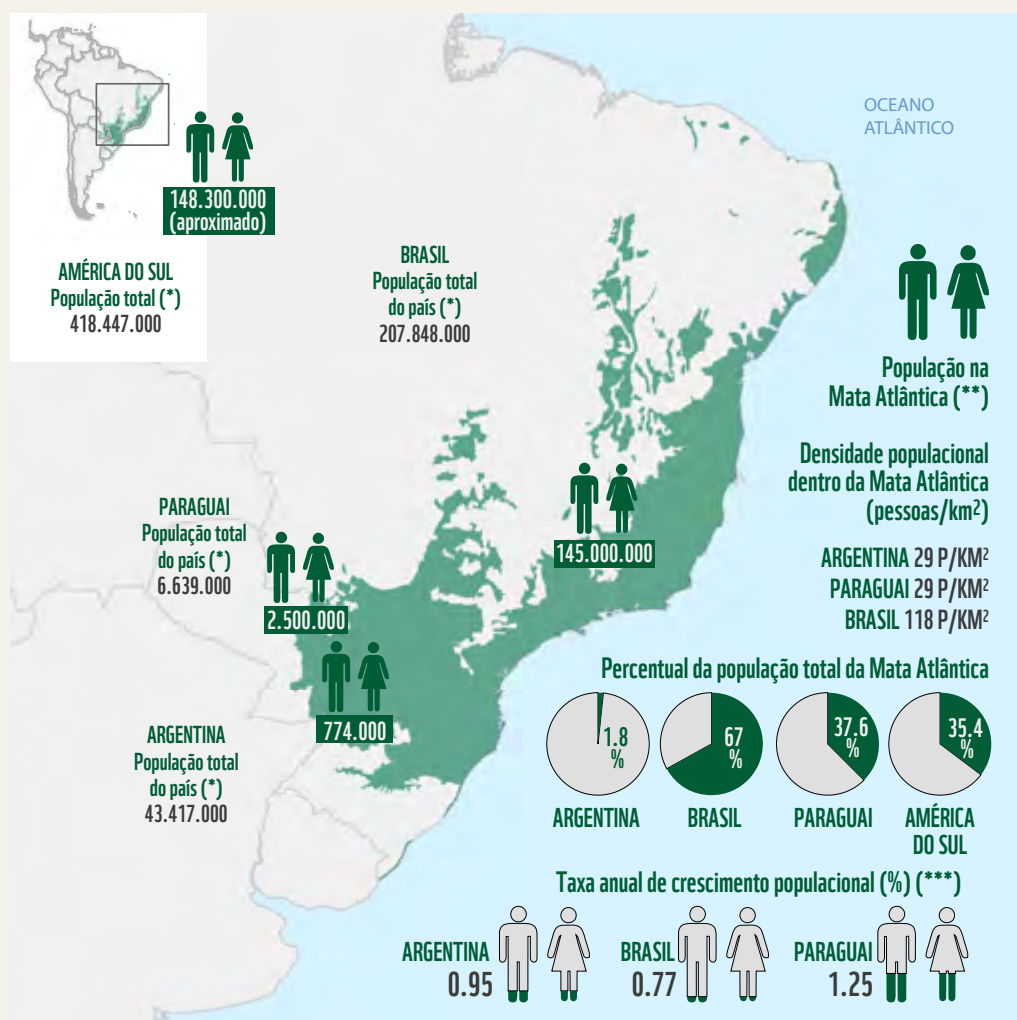 OCEANO
ATLÂNTICO
148.300.000
(aproximado)
AMÉRICA DO SUL
População total (*)
418.447.000
BRASIL
População total
do país (*)
207.848.000
População na
Mata Atlântica (**)
Densidade populacional
dentro da Mata Atlântica
(pessoas/km²)
ARGENTINA 29 P/KM²
PARAGUAI 29 P/KM²
BRASIL 118 P/KM²
PARAGUAI
População total
do país (*)
6.639.000
2.500.000
145.000.000
774.000
ARGENTINA
População total
do país (*)
43.417.000
Percentual da população total da Mata Atlântica
1.8
%
ARGENTINA
67
%
BRASIL
37.6
%
PARAGUAI
35.4
%
AMÉRICA
DO SUL
Taxa anual de crescimento populacional (%) (***)
ARGENTINA
0.95
BRASIL
0.77
PARAGUAI
1.25